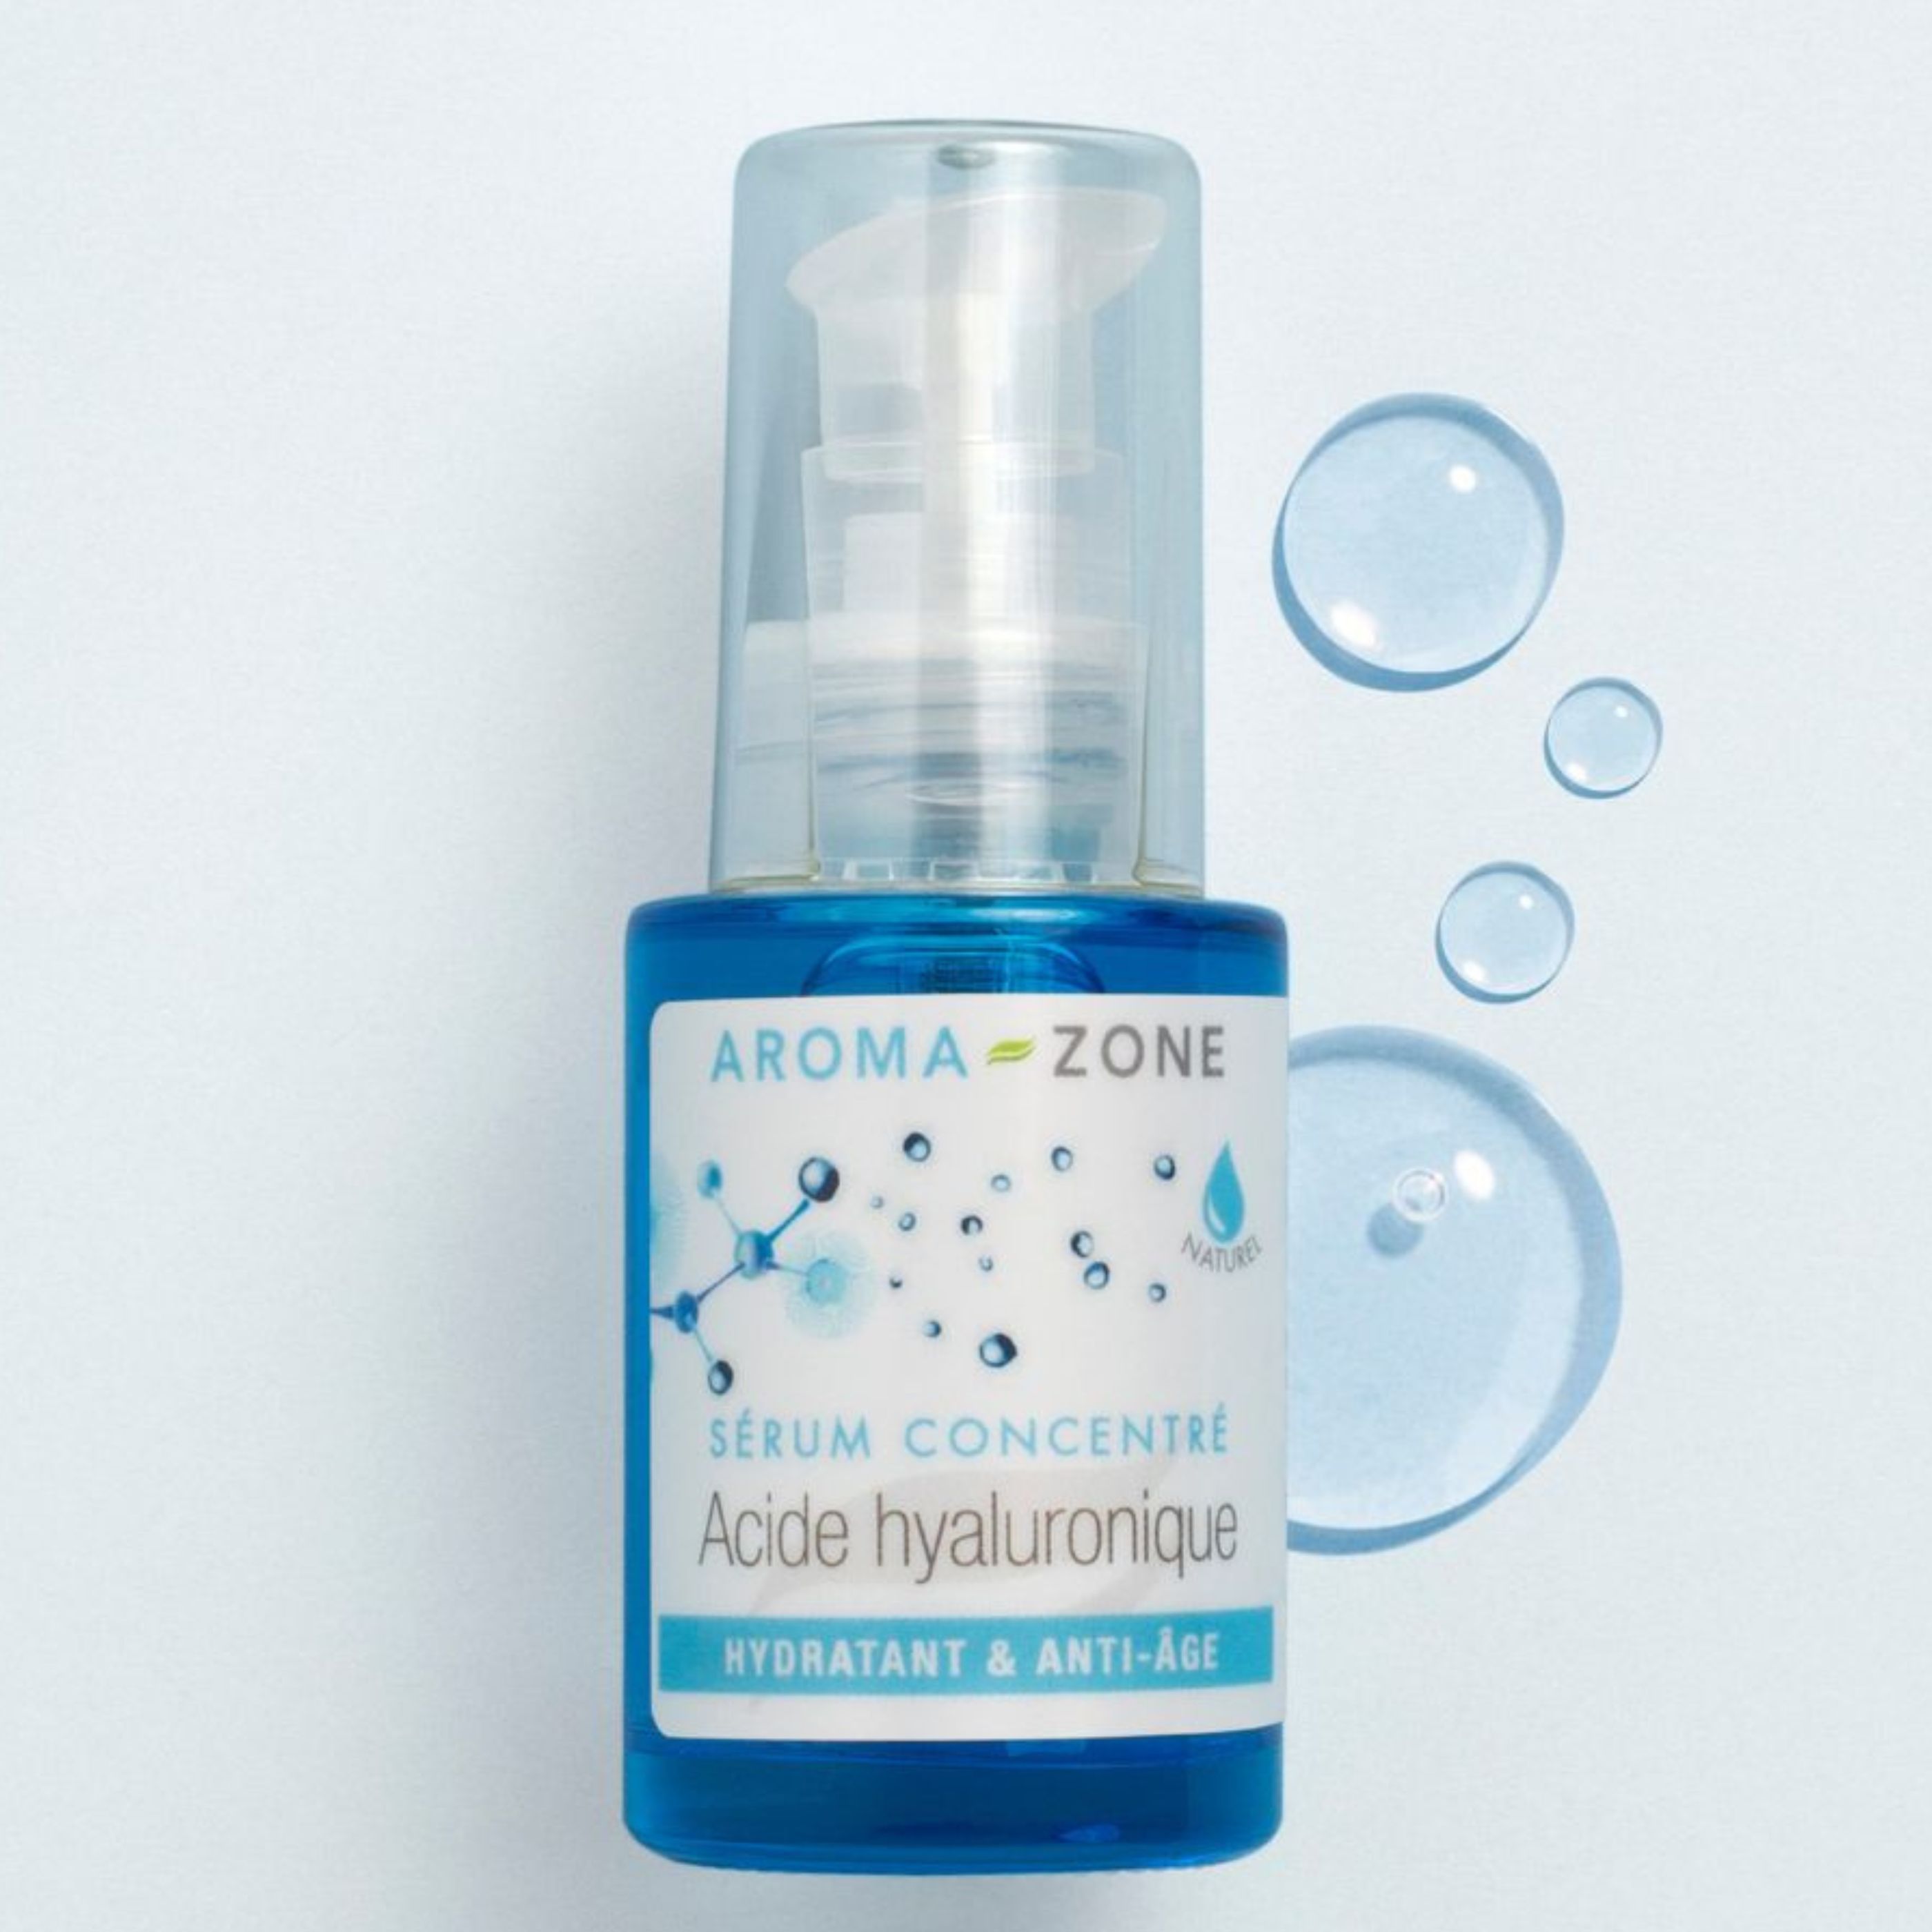 AROMA-ZONE
NATUREL
SÉRUM CONCENTRÉ
Acide hyaluronique
HYDRATANT & ANTI-ÂGE